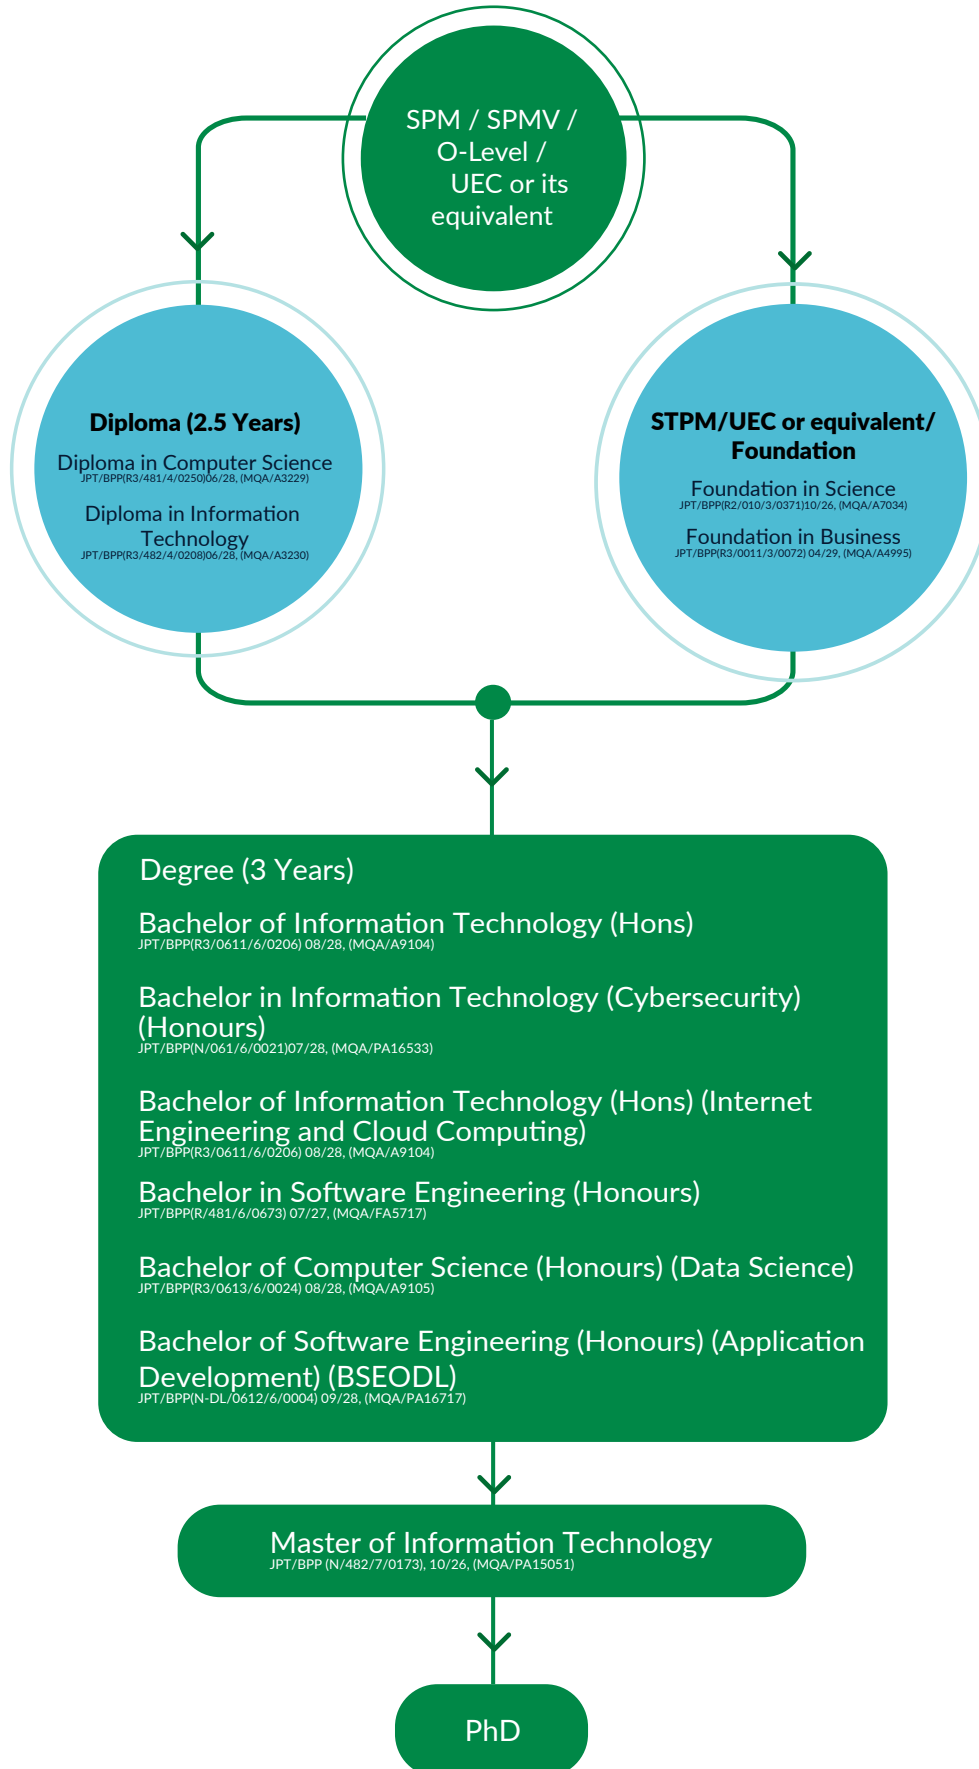 SPM / SPMV /
O-Level /
UEC or its
equivalent
Diploma (2.5 Years)
Diploma in Computer Science
JPT/BPP(R3/481/4/0250)06/28, (MQA/A3229)
Diploma in Information
Technology
JPT/BPP(R3/482/4/0208)06/28, (MQA/A3230)
STPM/UEC or equivalent/
Foundation
Foundation in Science
JPT/BPP(R2/010/3/0371)10/26, (MQA/A7034)
Foundation in Business
JPT/BPP(R3/0011/3/0072) 04/29, (MQA/A4995)
Degree (3 Years)
Bachelor of Information Technology (Hons)
JPT/BPP(R3/0611/6/0206) 08/28, (MQA/A9104)
Bachelor in Information Technology (Cybersecurity)
(Honours)
JPT/BPP(N/061/6/0021)07/28, (MQA/PA16533)
Bachelor of Information Technology (Hons) (Internet
Engineering and Cloud Computing)
JPT/BPP(R3/0611/6/0206) 08/28, (MQA/A9104)
Bachelor in Software Engineering (Honours)
JPT/BPP(R/481/6/0673) 07/27, (MQA/FA5717)
Bachelor of Computer Science (Honours) (Data Science)
JPT/BPP(R3/0613/6/0024) 08/28, (MQA/A9105)
Bachelor of Software Engineering (Honours) (Application
Development) (BSEODL)
JPT/BPP(N-DL/0612/6/0004) 09/28, (MQA/PA16717)
Master of Information Technology
JPT/BPP (N/482/7/0173), 10/26, (MQA/PA15051)
PhD